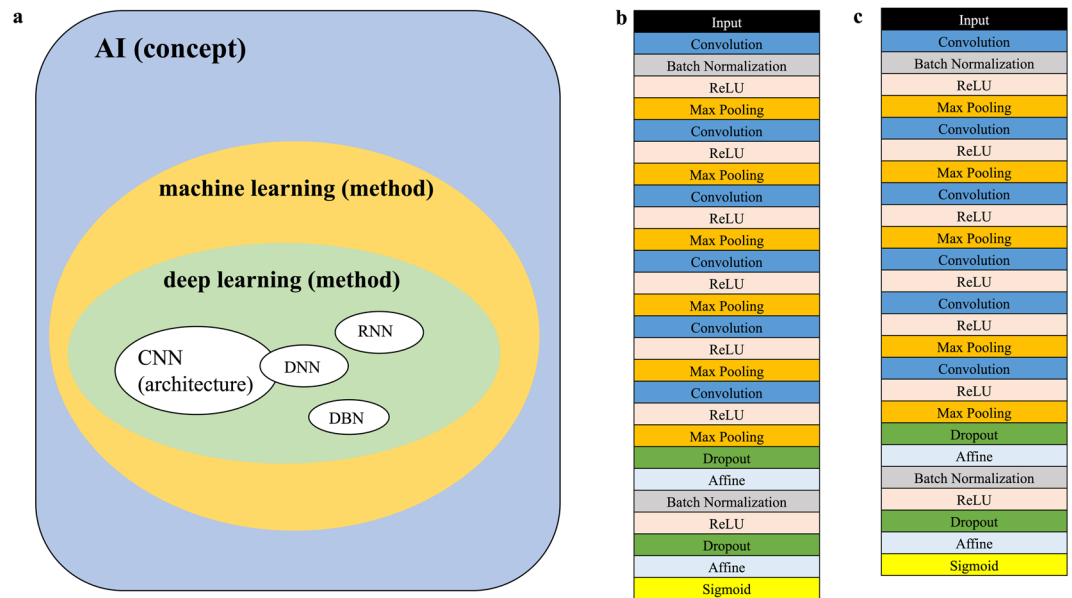 a
AI (concept)
machine learning (method)
deep learning (method)
RNN
CNN
(architecture)
DNN
DBN
b
Input
Convolution
Batch Normalization
ReLU
Max Pooling
Convolution
ReLU
Max Pooling
Convolution
ReLU
Max Pooling
Convolution
ReLU
Max Pooling
Convolution
ReLU
Max Pooling
Convolution
ReLU
Max Pooling
Dropout
Affine
Batch Normalization
ReLU
Dropout
Affine
Sigmoid
c
Input
Convolution
Batch Normalization
ReLU
Max Pooling
Convolution
ReLU
Max Pooling
Convolution
ReLU
Max Pooling
Convolution
ReLU
Convolution
ReLU
Max Pooling
Convolution
ReLU
Max Pooling
Dropout
Affine
Batch Normalization
ReLU
Dropout
Affine
Sigmoid